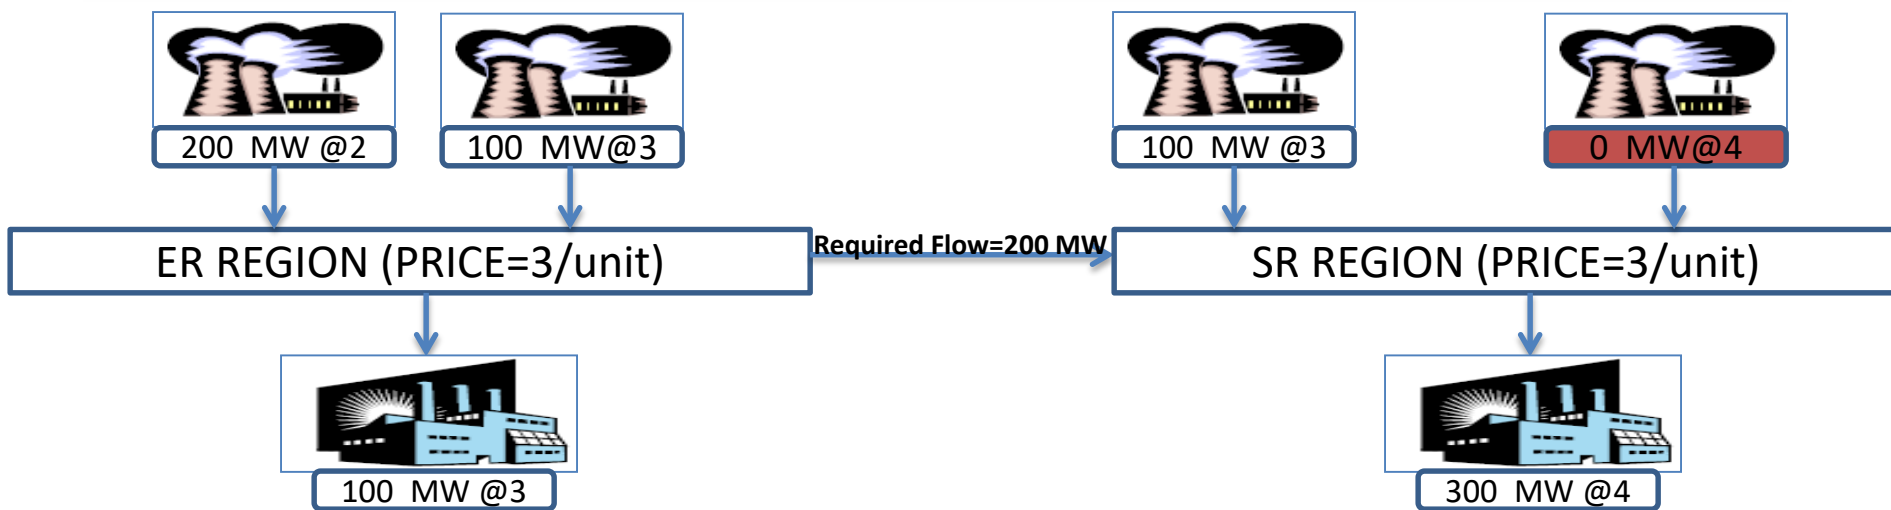 200 MW @2
100 MW@3
100 MW @3
0 MW@4
ER REGION (PRICE=3/unit)
Required Flow=200 MW
SR REGION (PRICE=3/unit)
100 MW @3
300 MW @4